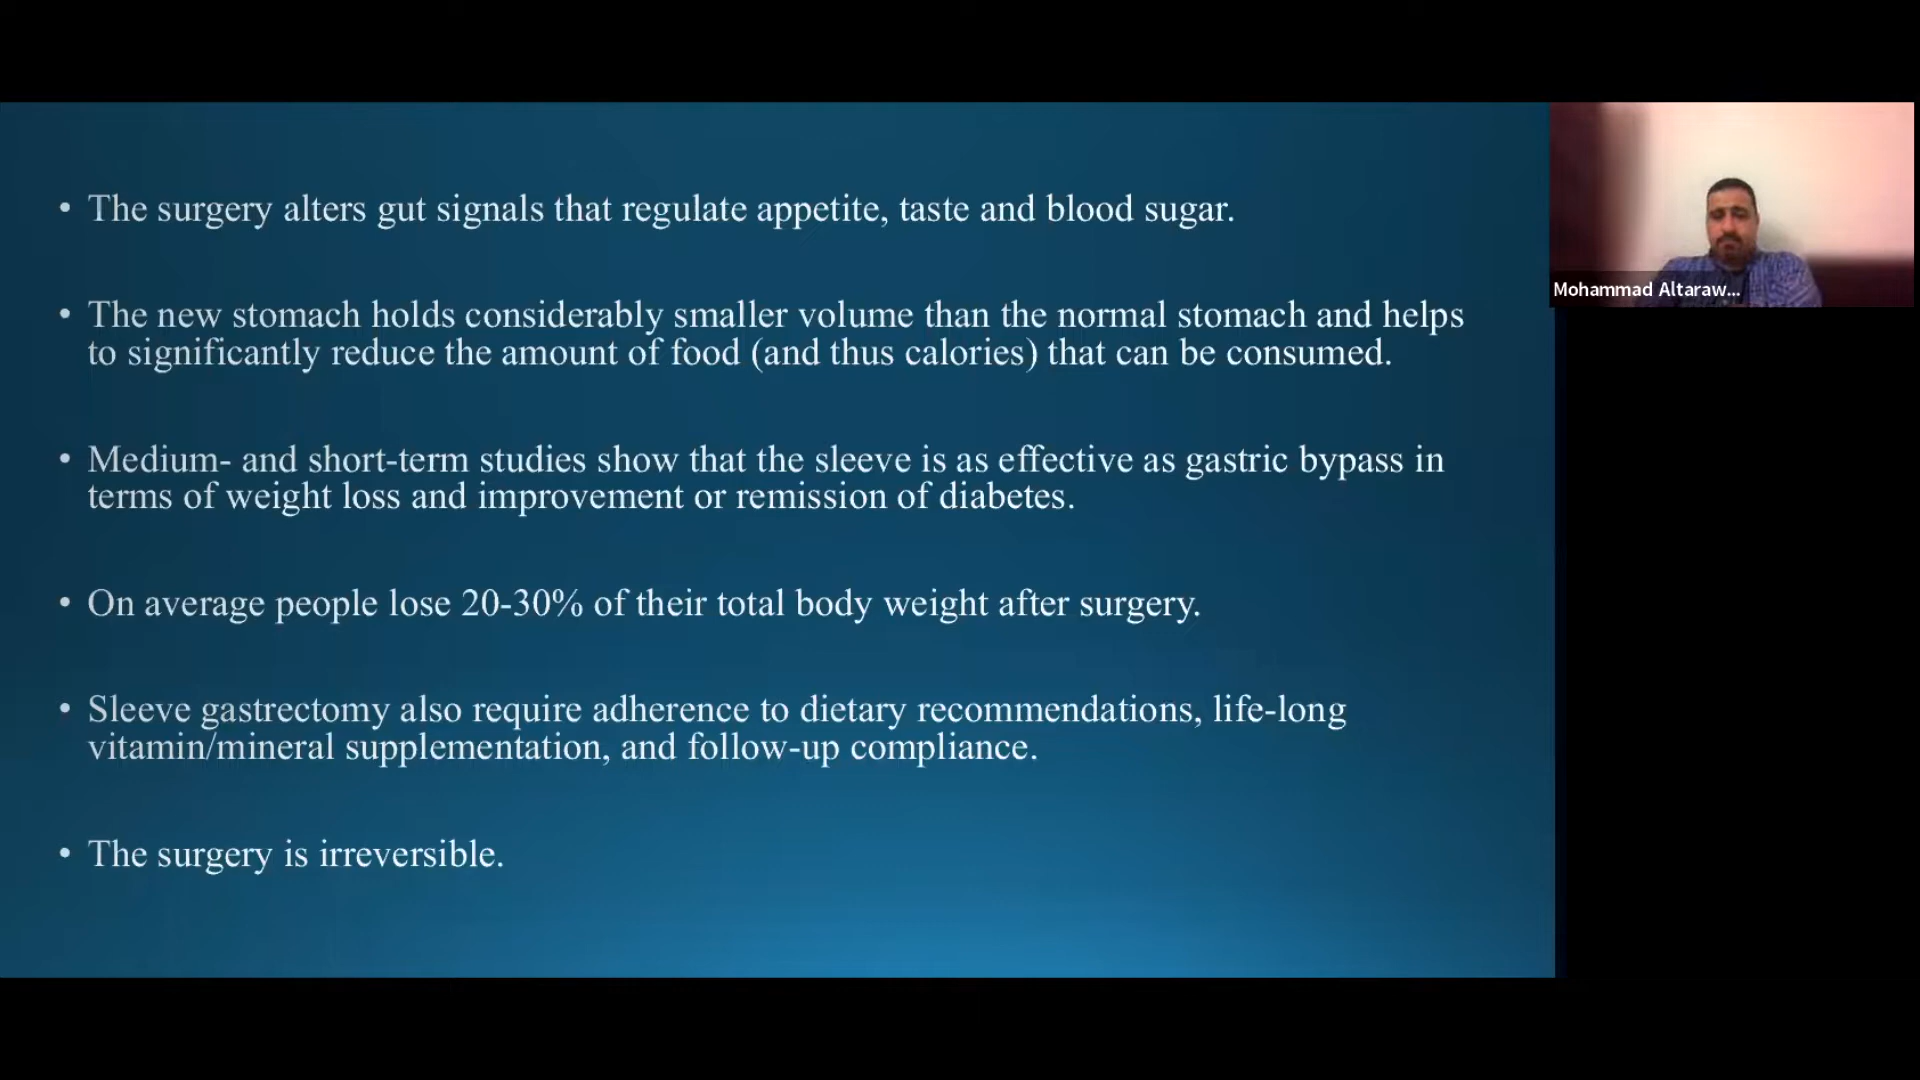 • The surgery alters gut signals that regulate appetite, taste and blood sugar.
• The new stomach holds considerably smaller volume than the normal stomach and helps
to significantly reduce the amount of food (and thus calories) that can be consumed.
• Medium- and short-term studies show that the sleeve is as effective as gastric bypass in
terms of weight loss and improvement or remission of diabetes.
• On average people lose 20-30% of their total body weight after surgery.
• Sleeve gastrectomy also require adherence to dietary recommendations, life-long
vitamin/mineral supplementation, and follow-up compliance.
• The surgery is irreversible.
Mohammad Altaraw...